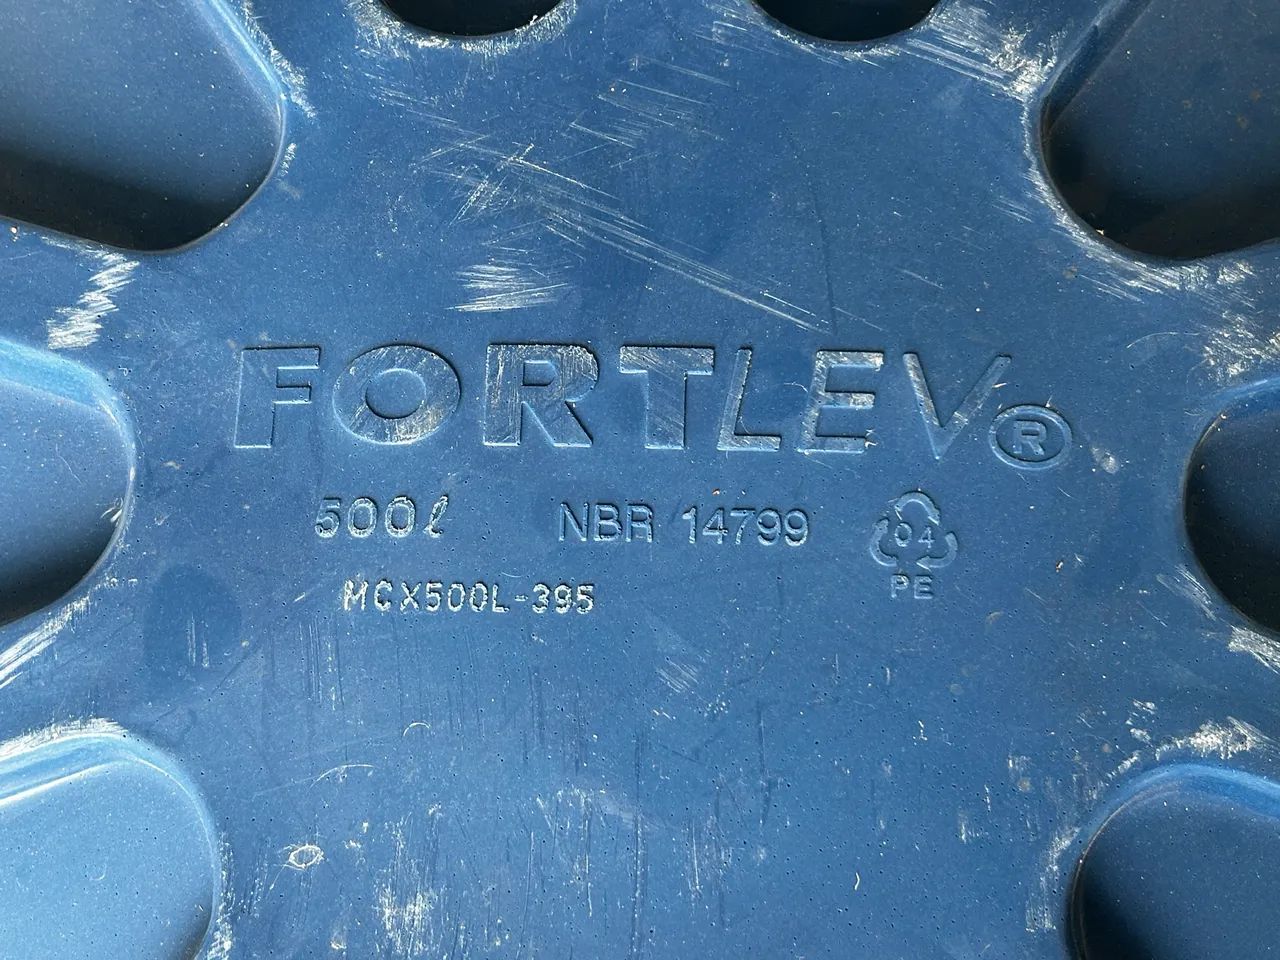 FORTLEV®
500ℓ NBR 14799 04
PE
MCX500L-395